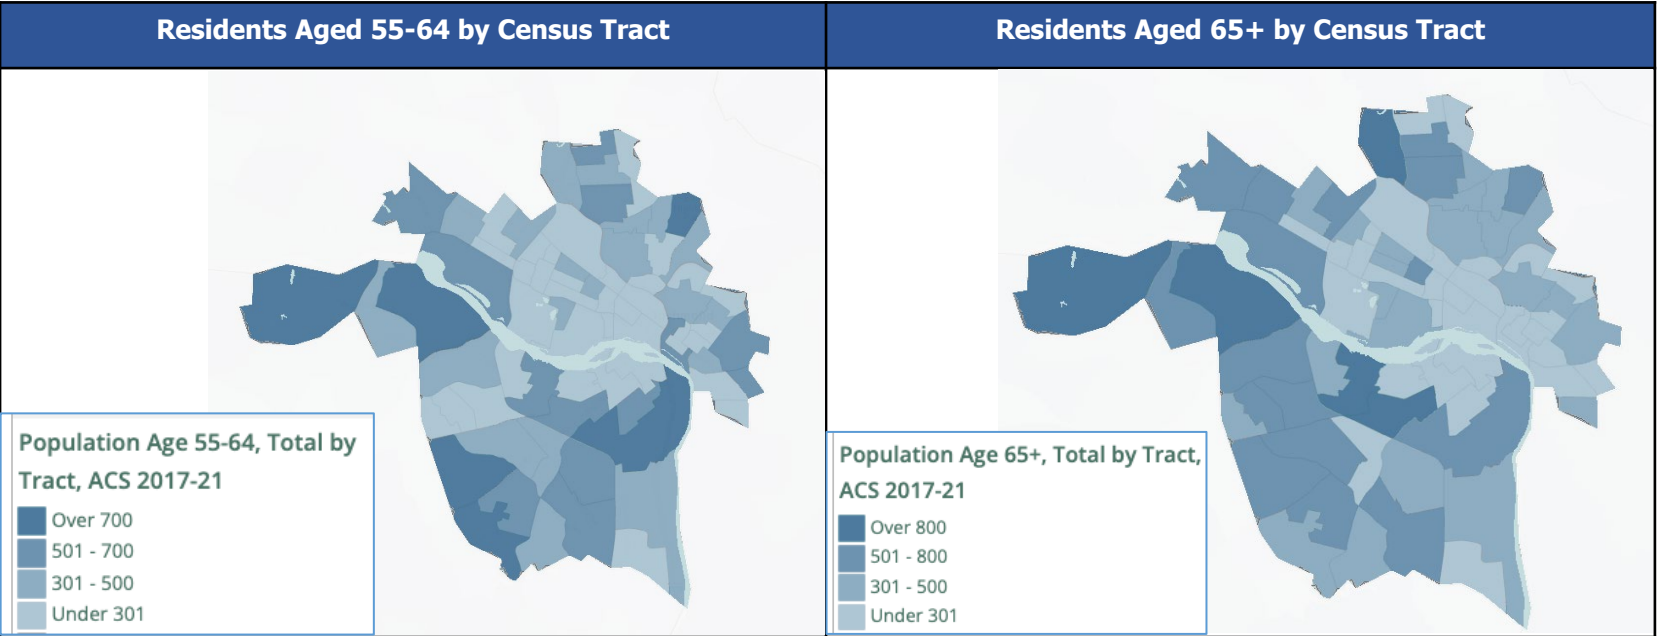 Residents Aged 55-64 by Census Tract
Residents Aged 65+ by Census Tract
Population Age 55-64, Total by
Tract, ACS 2017-21
Over 700
501 - 700
301 - 500
Under 301
Population Age 65+, Total by Tract,
ACS 2017-21
Over 800
501 - 800
301 - 500
Under 301